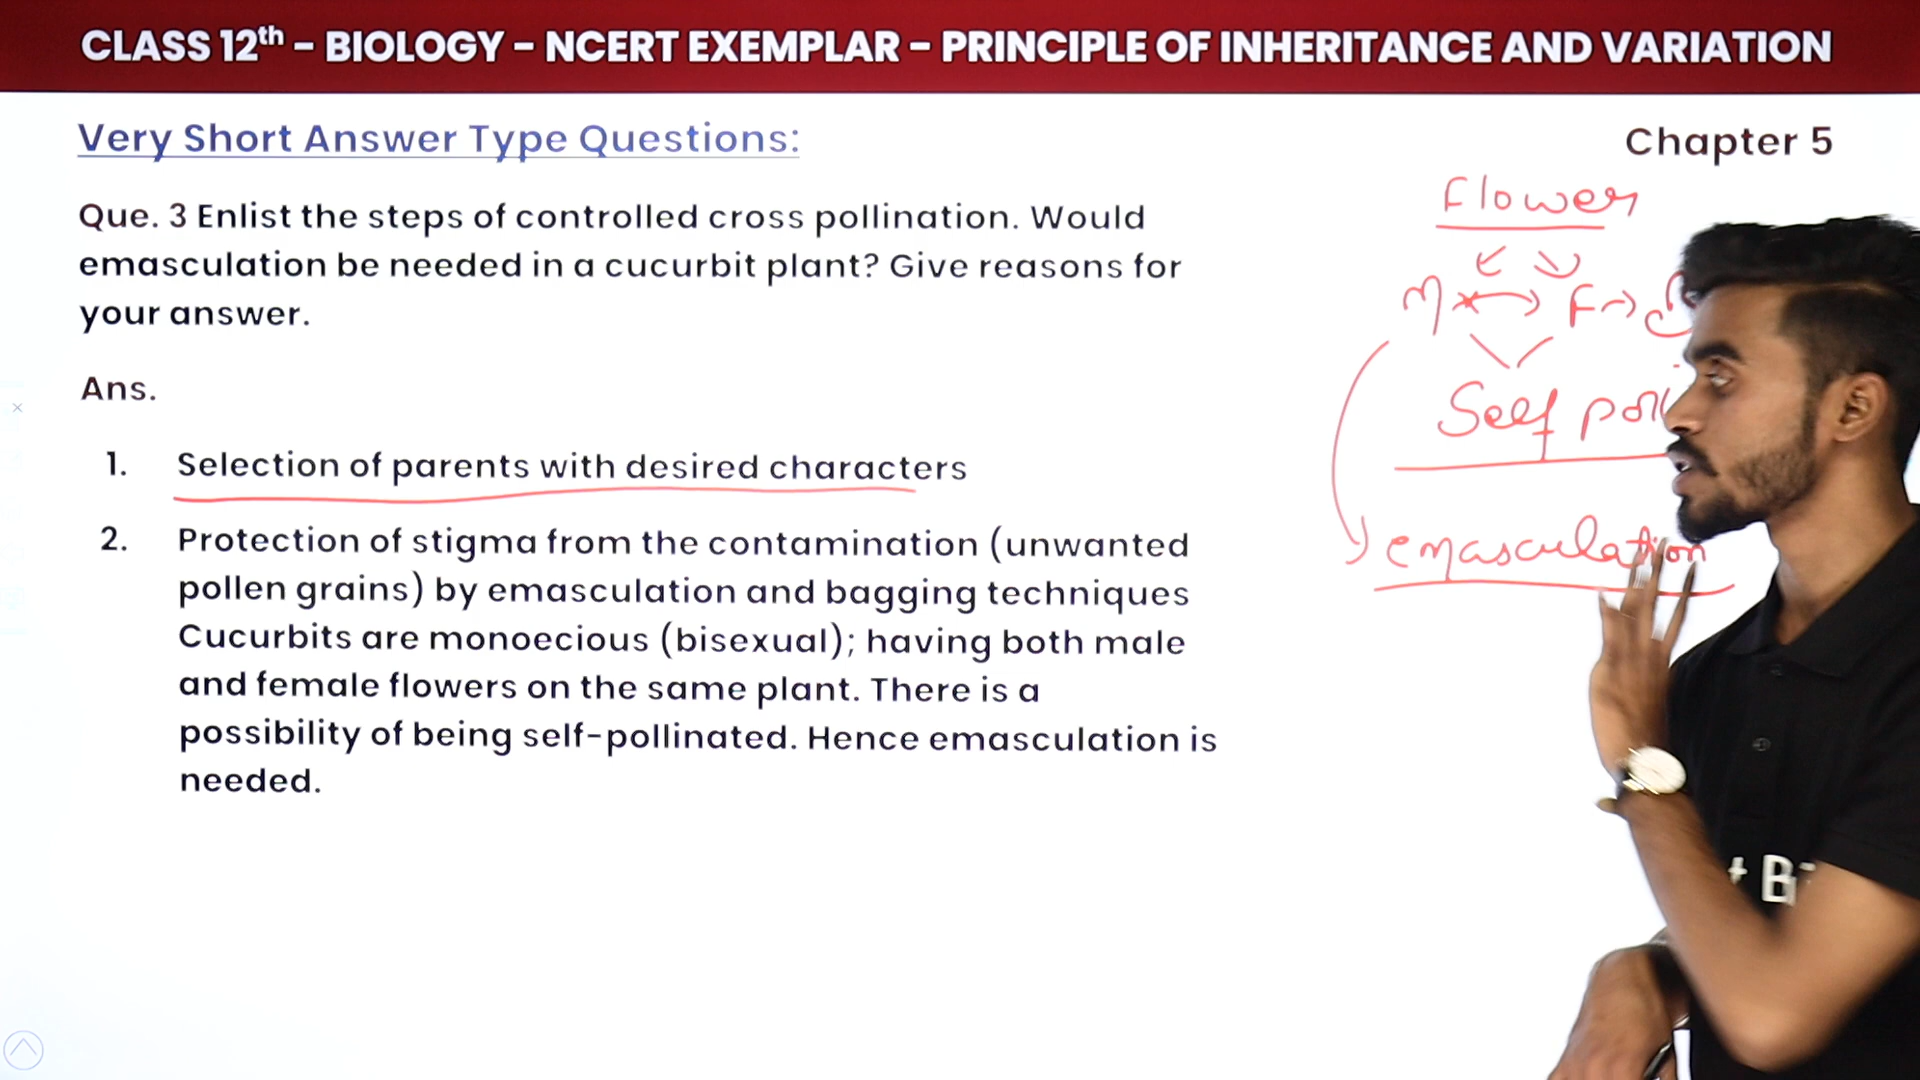 CLASS 12th – BIOLOGY – NCERT EXEMPLAR – PRINCIPLE OF INHERITANCE AND VARIATION
Very Short Answer Type Questions:
Chapter 5
Que. 3 Enlist the steps of controlled cross pollination. Would
emasculation be needed in a cucurbit plant? Give reasons for
your answer.
Ans.
1. Selection of parents with desired characters
2. Protection of stigma from the contamination (unwanted
pollen grains) by emasculation and bagging techniques
Cucurbits are monoecious (bisexual); having both male
and female flowers on the same plant. There is a
possibility of being self-pollinated. Hence emasculation is
needed.
Flower
M F
Self
emasculation